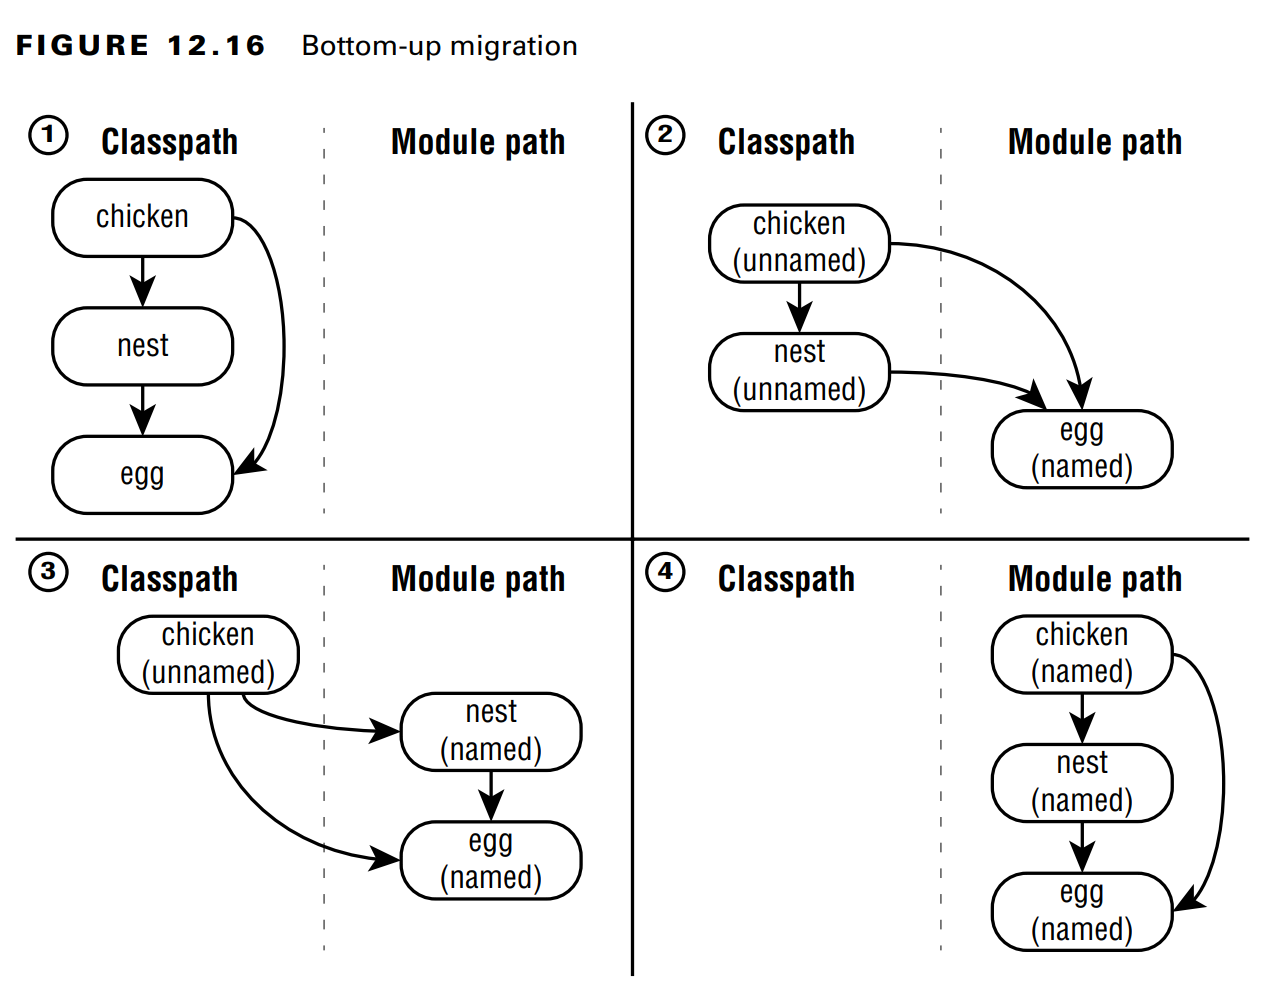 FIGURE 12.16 Bottom-up migration
1 Classpath Module path
chicken
nest
egg
2 Classpath Module path
chicken
(unnamed)
nest
(unnamed)
egg
(named)
3 Classpath Module path
chicken
(unnamed)
nest
(named)
egg
(named)
4 Classpath Module path
chicken
(named)
nest
(named)
egg
(named)